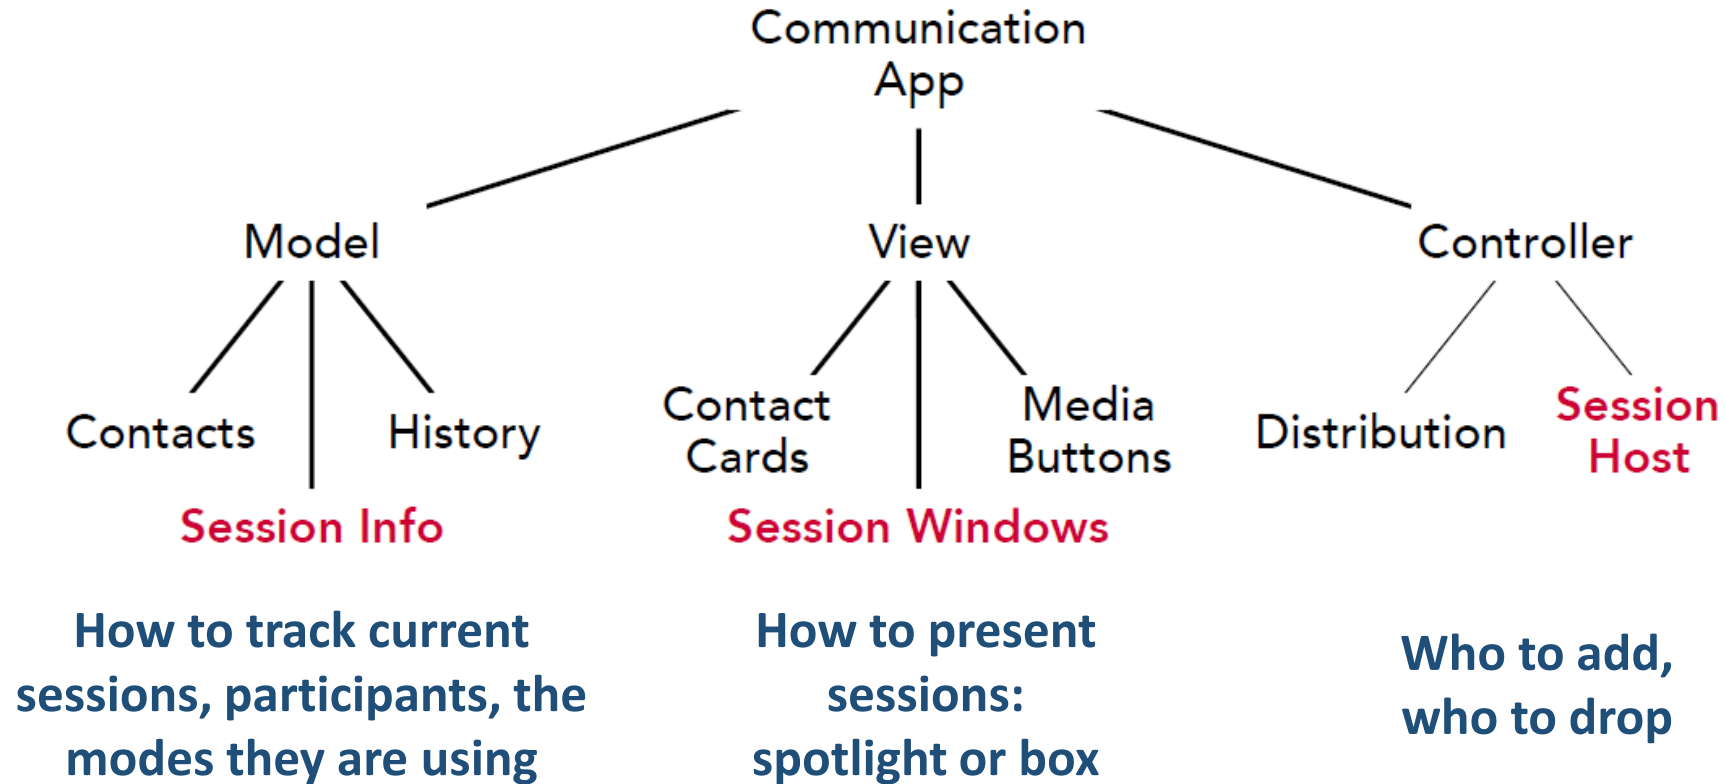 Communication
App
Model
View
Controller
Contacts
History
Session Info
Contact
Cards
Media
Buttons
Session Windows
Distribution
Session
Host
How to track current
sessions, participants, the
modes they are using
How to present
sessions:
spotlight or box
Who to add,
who to drop